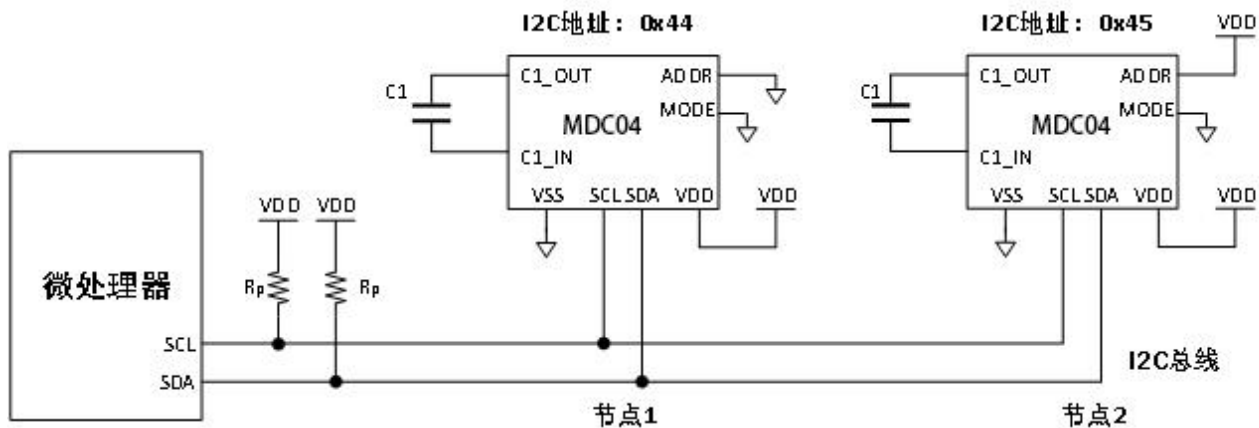 I2C地址：0x44
I2C地址：0x45
VDD
C1_OUT
ADDR
C1
MODE
MDC04
C1_IN
VSS
SCL
SDA
VDD
VDD
C1_OUT
ADDR
C1
MODE
MDC04
C1_IN
VSS
SCL
SDA
VDD
VDD
VDD
VDD
微处理器
Rp
Rp
SCL
SDA
I2C总线
节点1
节点2